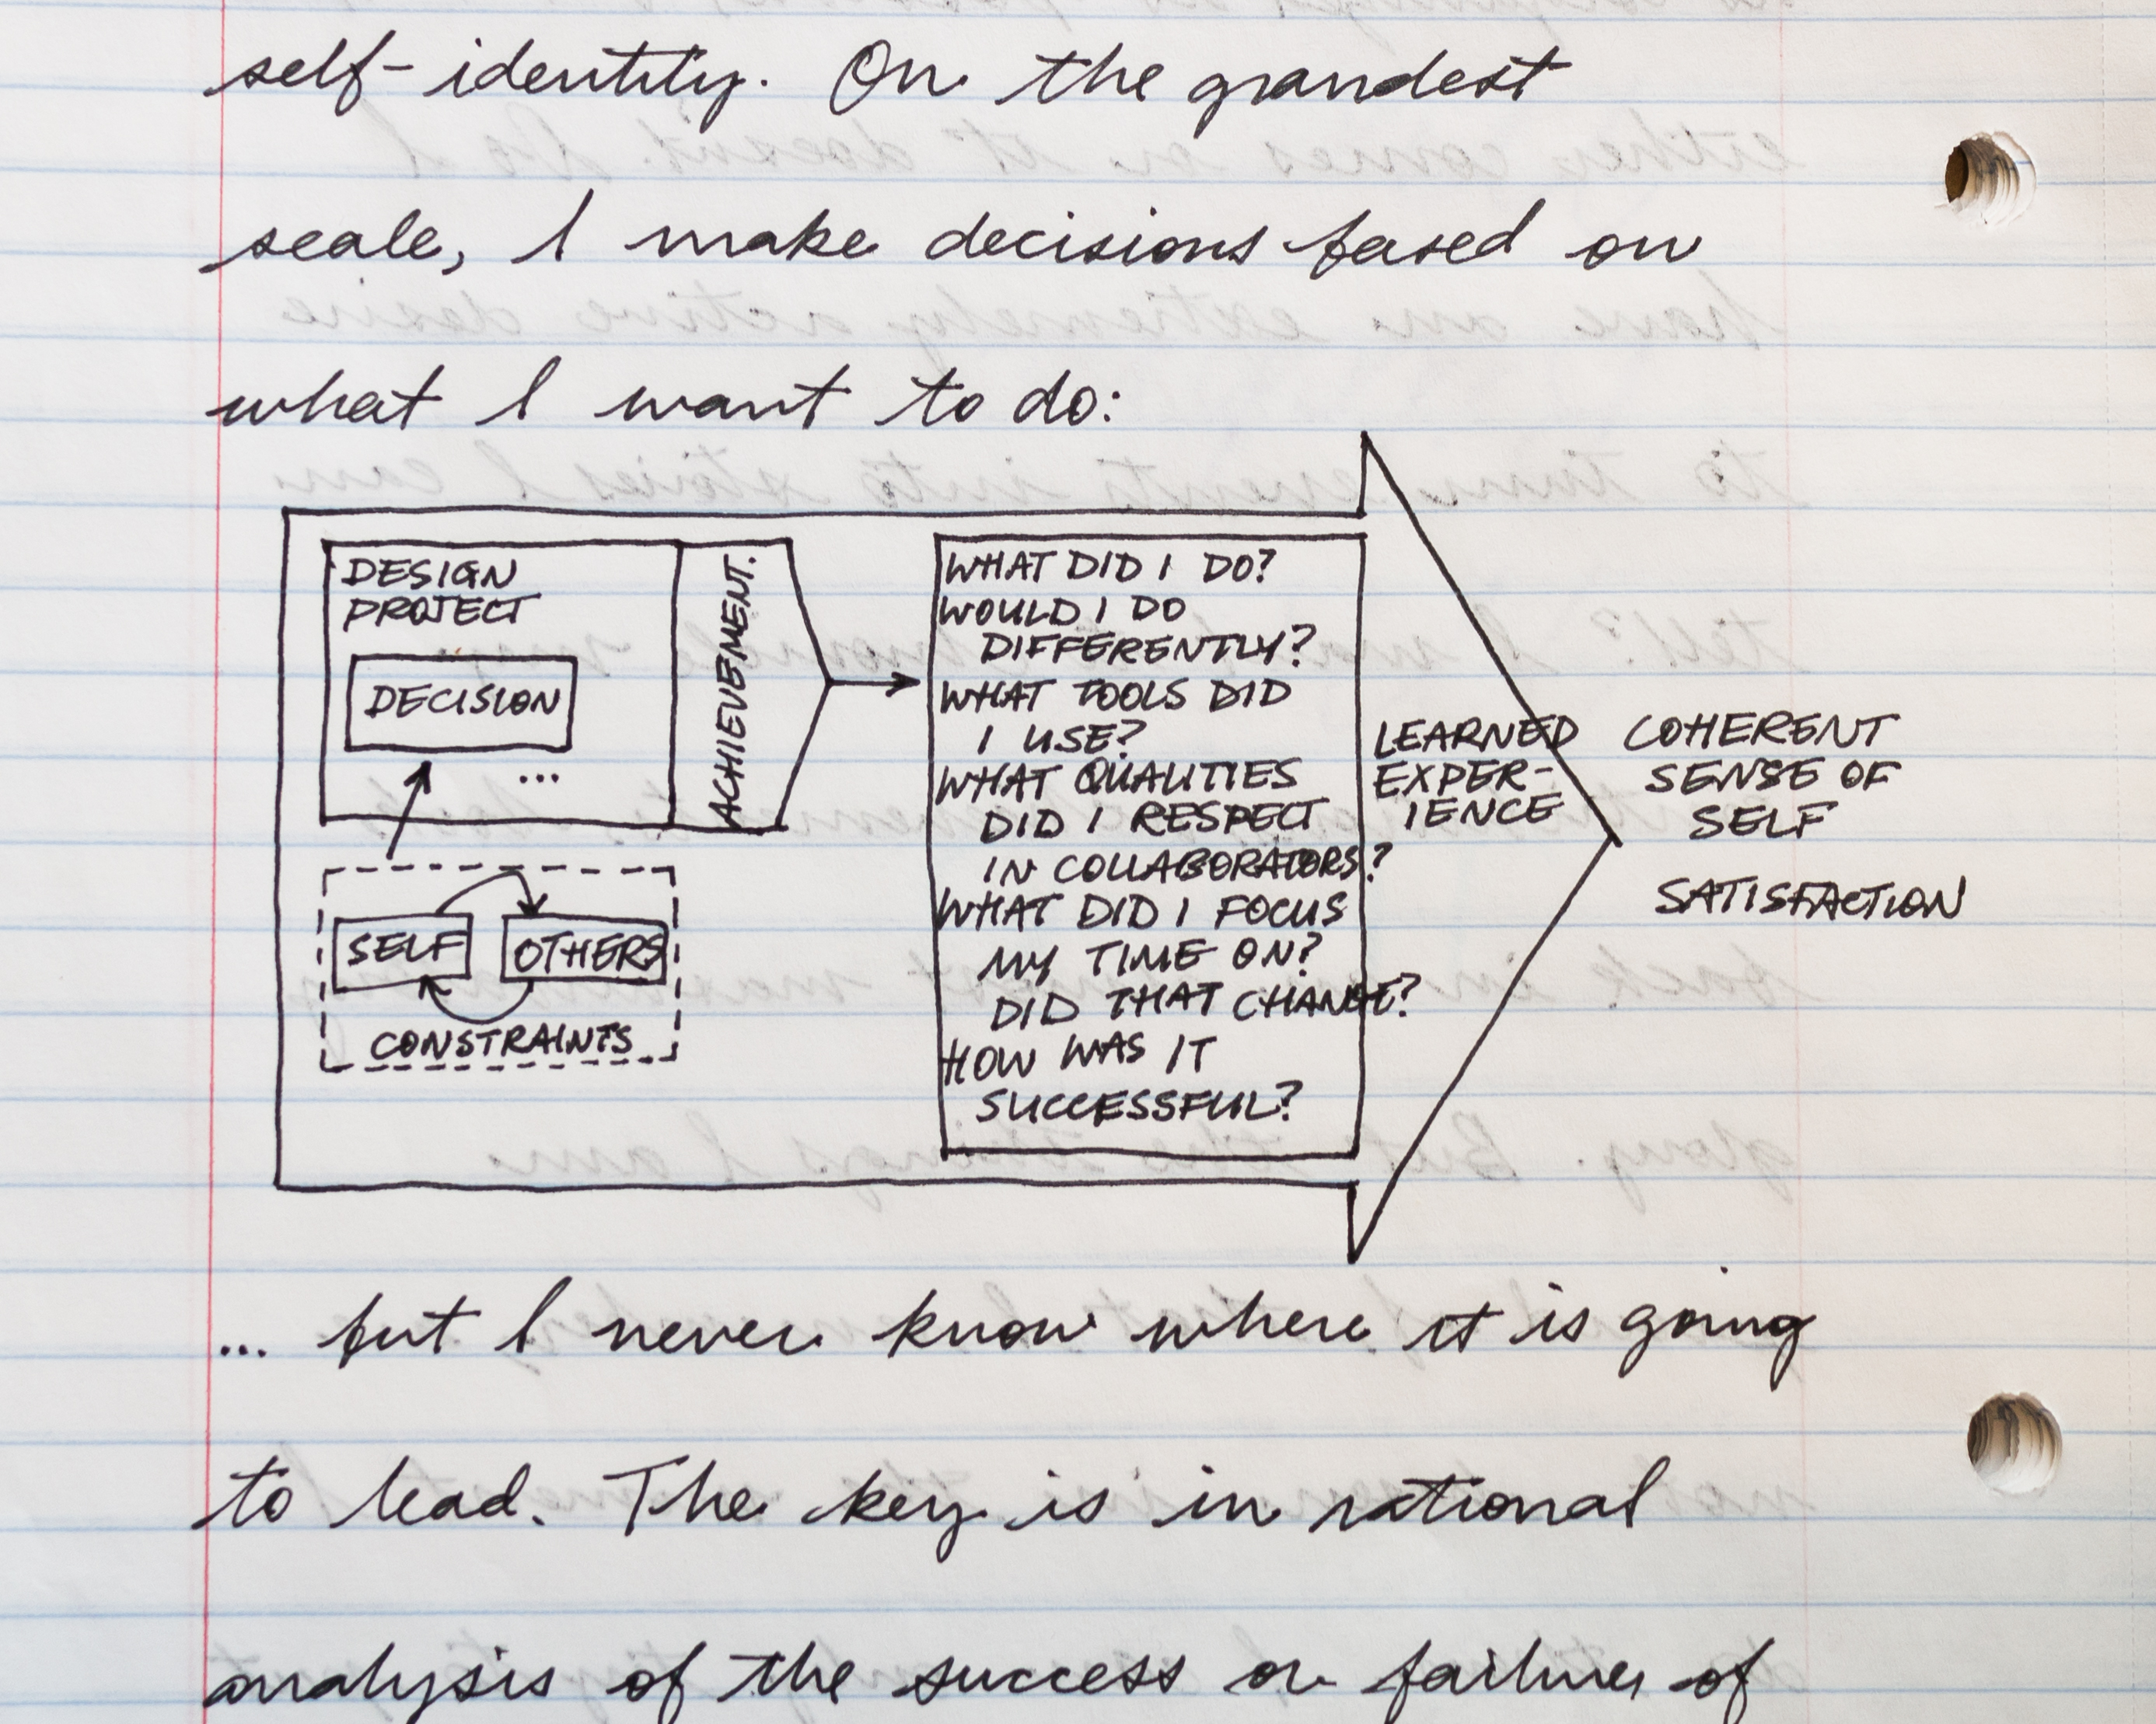 self-identity. On the grandest
scale, I make decisions based on
what I want to do:
DESIGN
PROJECT
DECISION
...
ACHIEVEMENT.
SELF
OTHERS
CONSTRAINTS
WHAT DID I DO?
WOULD I DO
DIFFERENTLY?
WHAT TOOLS DID
I USE?
WHAT QUALITIES
DID I RESPECT
IN COLLABORATORS?
WHAT DID I FOCUS
MY TIME ON?
DID THAT CHANGE?
HOW WAS IT
SUCCESSFUL?
LEARNED
EXPER-
IENCE
COHERENT
SENSE OF
SELF
SATISFACTION
... but I never know where it is going
to lead. The key is in rational
analysis of the success or failure of